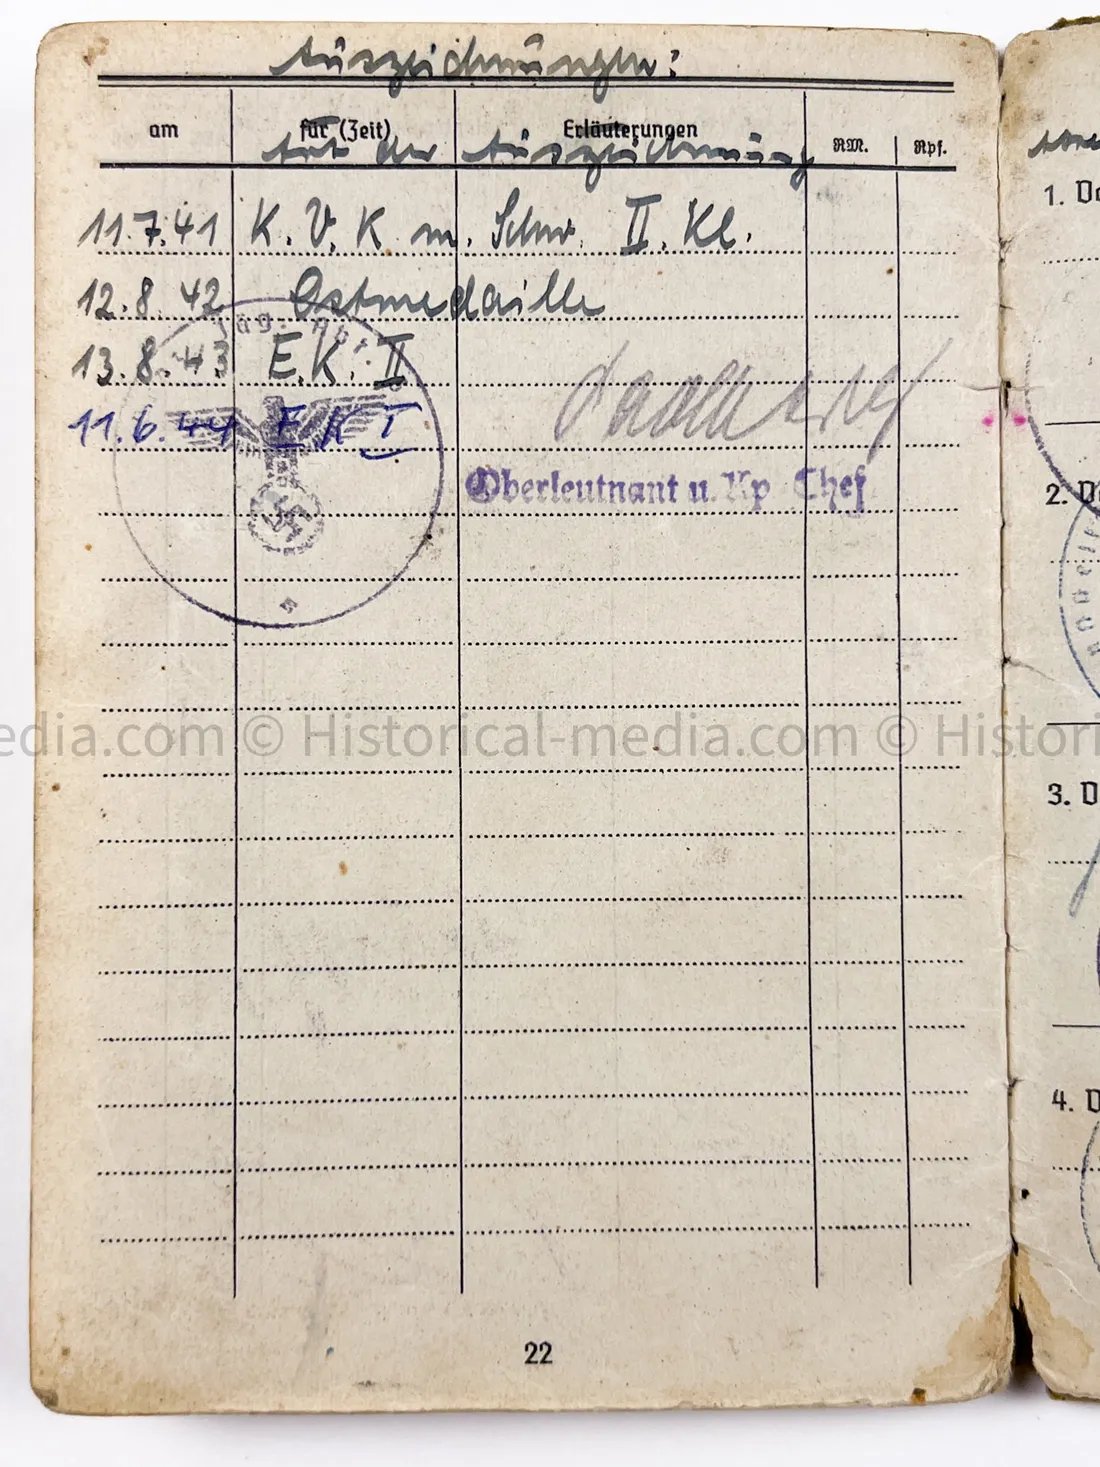 Auszeichnungen:
am für (Zeit) Erläuterungen RM. Rpf.
Art der Auszeichnung
11.7.41 K. V. K m. Schw. II. Kl.
12.8.42 Ostmedaille
13.8.43 E.K. II
11.6.44 E K I
Oberleutnant u. Kp Chef
edia.com © Historical-media.com © Histori
22
1. Da
2. D
3. D
4. D